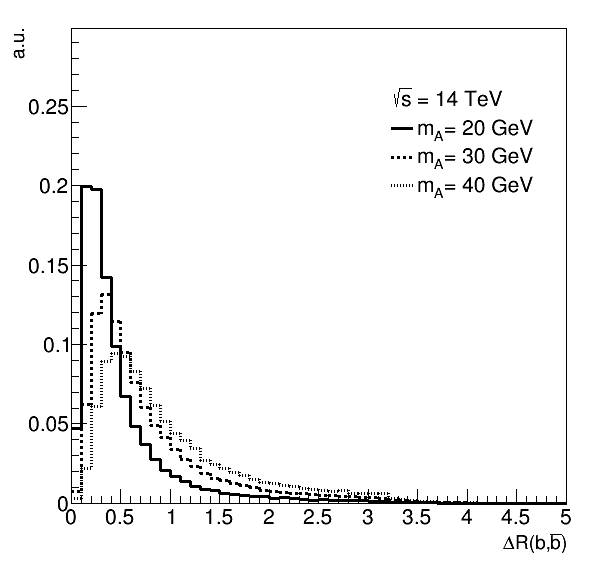 a.u.
√s = 14 TeV
m_A= 20 GeV
m_A= 30 GeV
m_A= 40 GeV
0.25
0.2
0.15
0.1
0.05
0
0 0.5 1 1.5 2 2.5 3 3.5 4 4.5 5
ΔR(b,b̅)